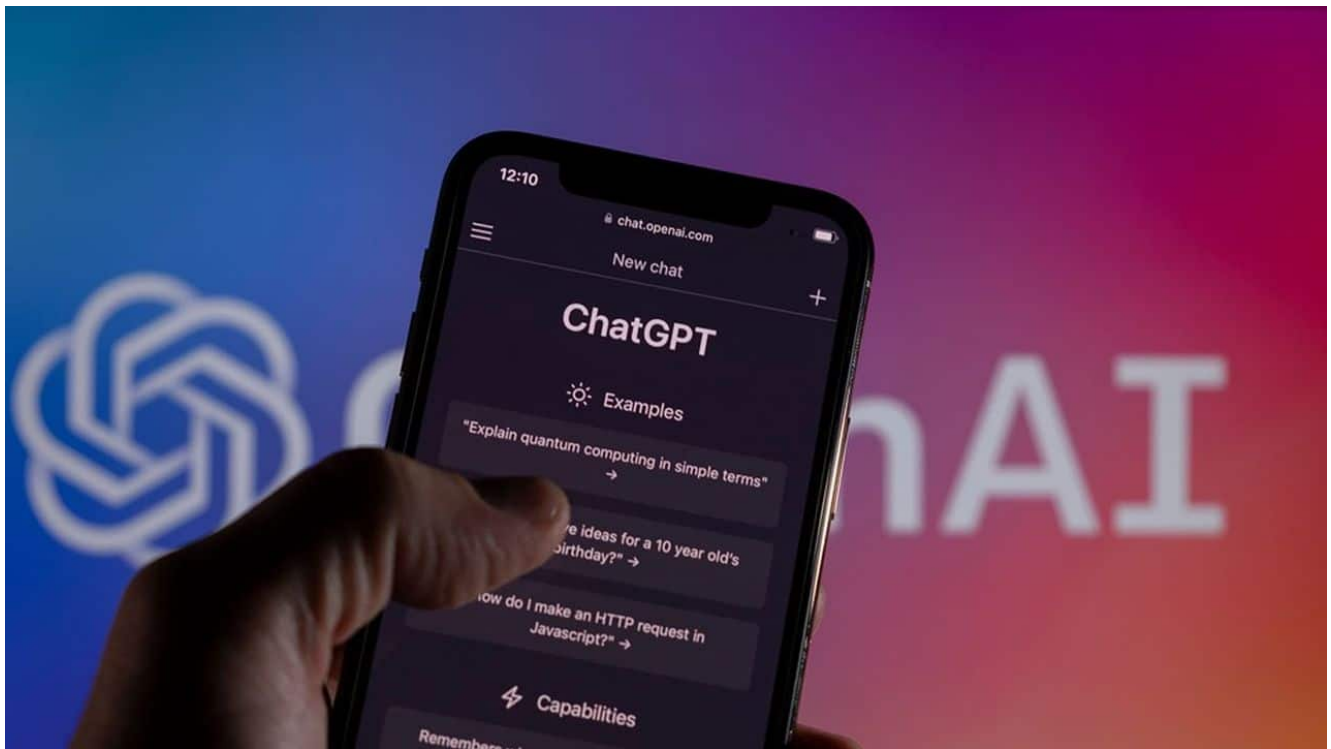 12:10
chat.openai.com
New chat
ChatGPT
Examples
"Explain quantum computing in simple terms"
→
ideas for a 10 year old's
birthday?" →
do I make an HTTP request in
Javascript?" →
Capabilities
AI